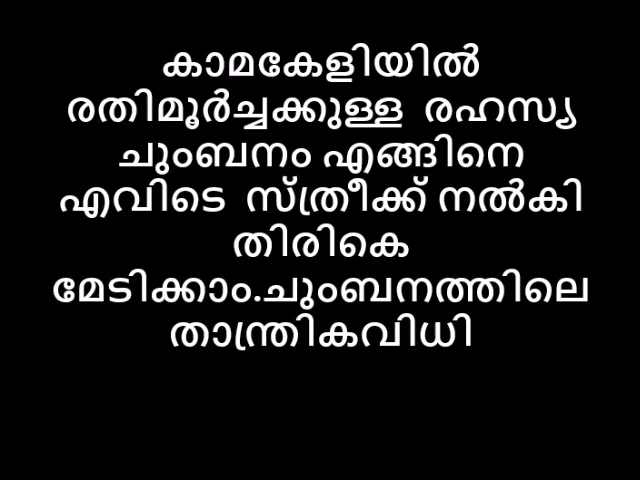 കാമകേളിയിൽ
രതിമൂർച്ചക്കുള്ള രഹസ്യ
ചുംബനം എങ്ങിനെ
എവിടെ സ്ത്രീക്ക് നൽകി
തിരികെ
മേടിക്കാം.ചുംബനത്തിലെ
താന്ത്രികവിധി